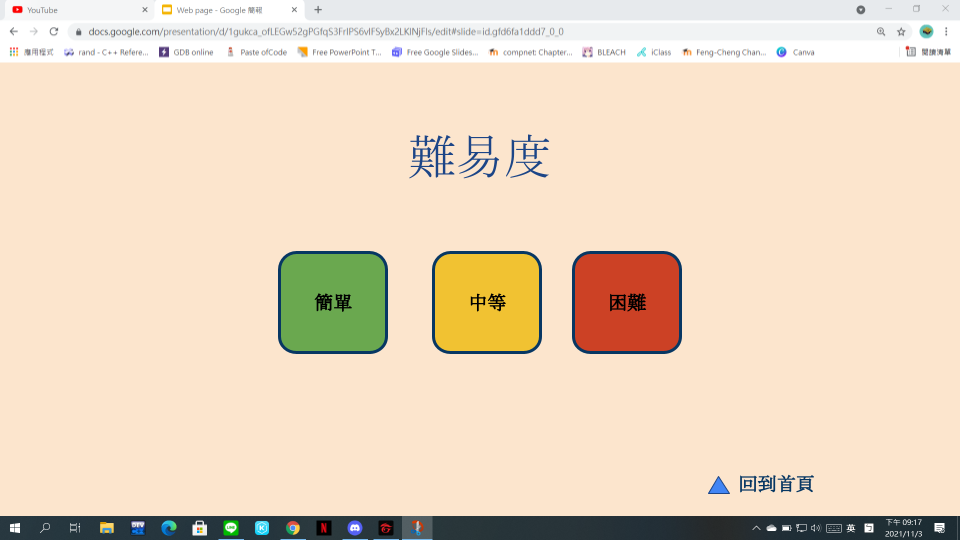 YouTube
Web page - Google 簡報
docs.google.com/presentation/d/1gukca_ofLEGw52gPGfqS3FrIPS6vIFSyBx2LKINjFIs/edit#slide=id.gfd6fa1ddd7_0_0
應用程式 rand - C++ Refere... GDB online Paste ofCode Free PowerPoint T... Free Google Slides... compnet: Chapter... BLEACH iClass Feng-Cheng Chan... Canva 閱讀清單
難易度
簡單 中等 困難
回到首頁
英
下午 09:17
2021/11/3